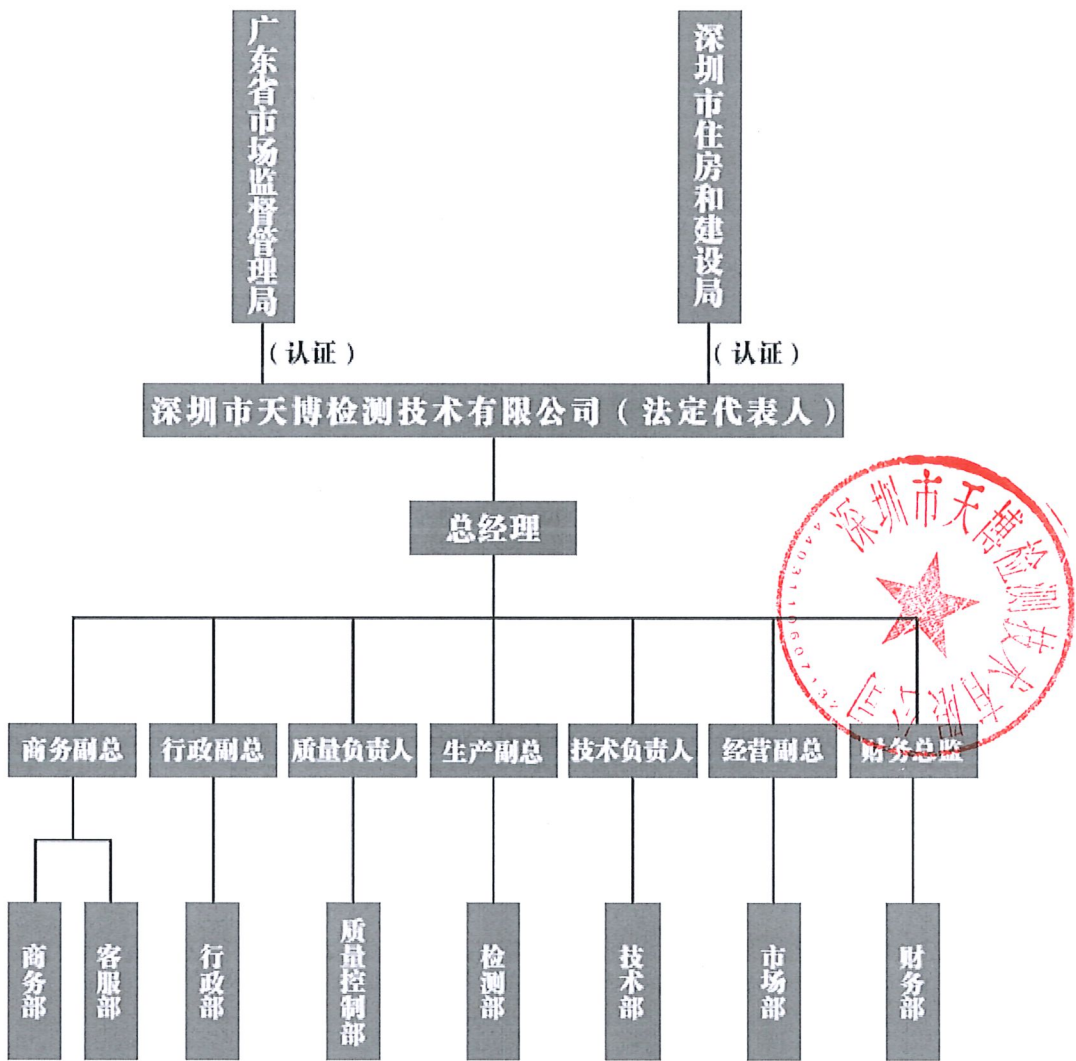 广东省市场监督管理局
深圳市住房和建设局
（认证）
（认证）
深圳市天博检测技术有限公司（法定代表人）
总经理
深圳市天博检测技术有限公司
商务副总
行政副总
质量负责人
生产副总
技术负责人
经营副总
财务总监
商务部
客服部
行政部
质量控制部
检测部
技术部
市场部
财务部